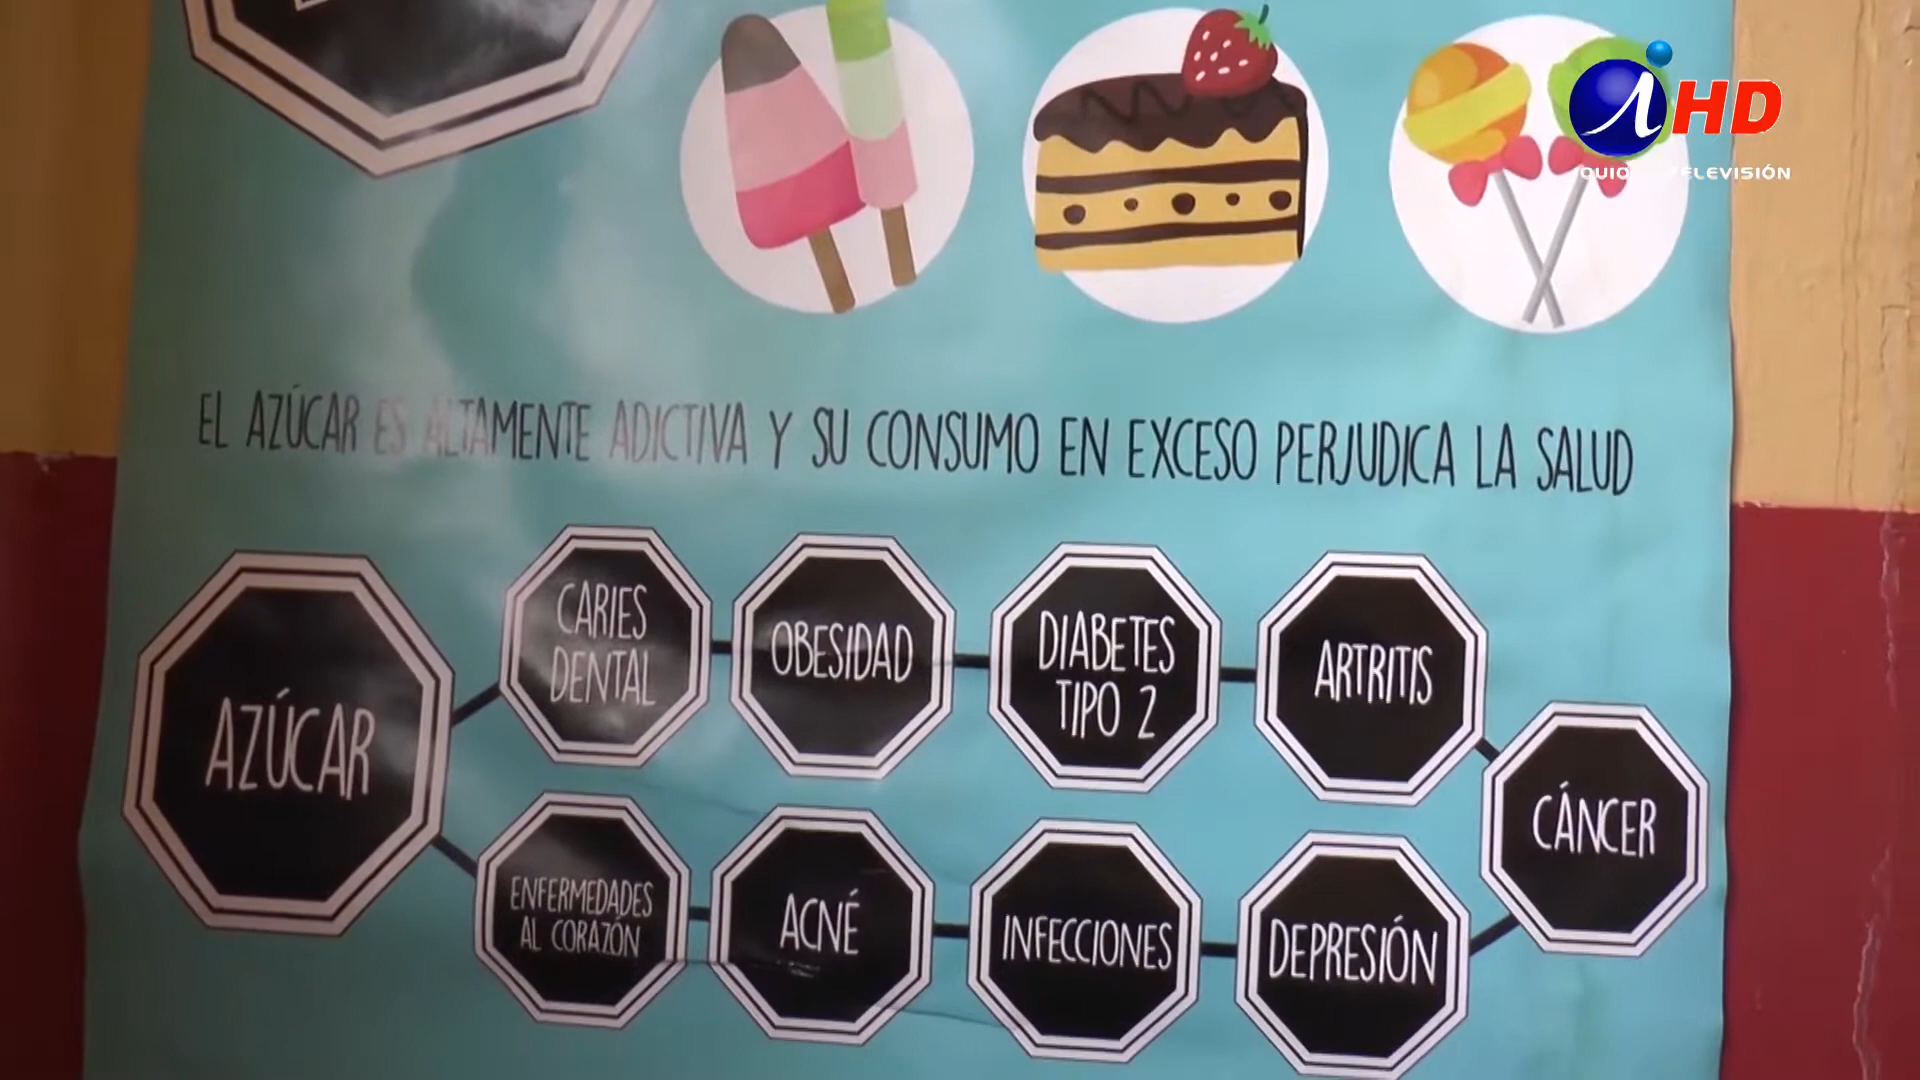 HD
TELEVISIÓN
EL AZÚCAR ES ALTAMENTE ADICTIVA Y SU CONSUMO EN EXCESO PERJUDICA LA SALUD
AZÚCAR
CARIES
DENTAL
OBESIDAD
DIABETES
TIPO 2
ARTRITIS
CÁNCER
ENFERMEDADES
AL CORAZÓN
ACNÉ
INFECCIONES
DEPRESIÓN